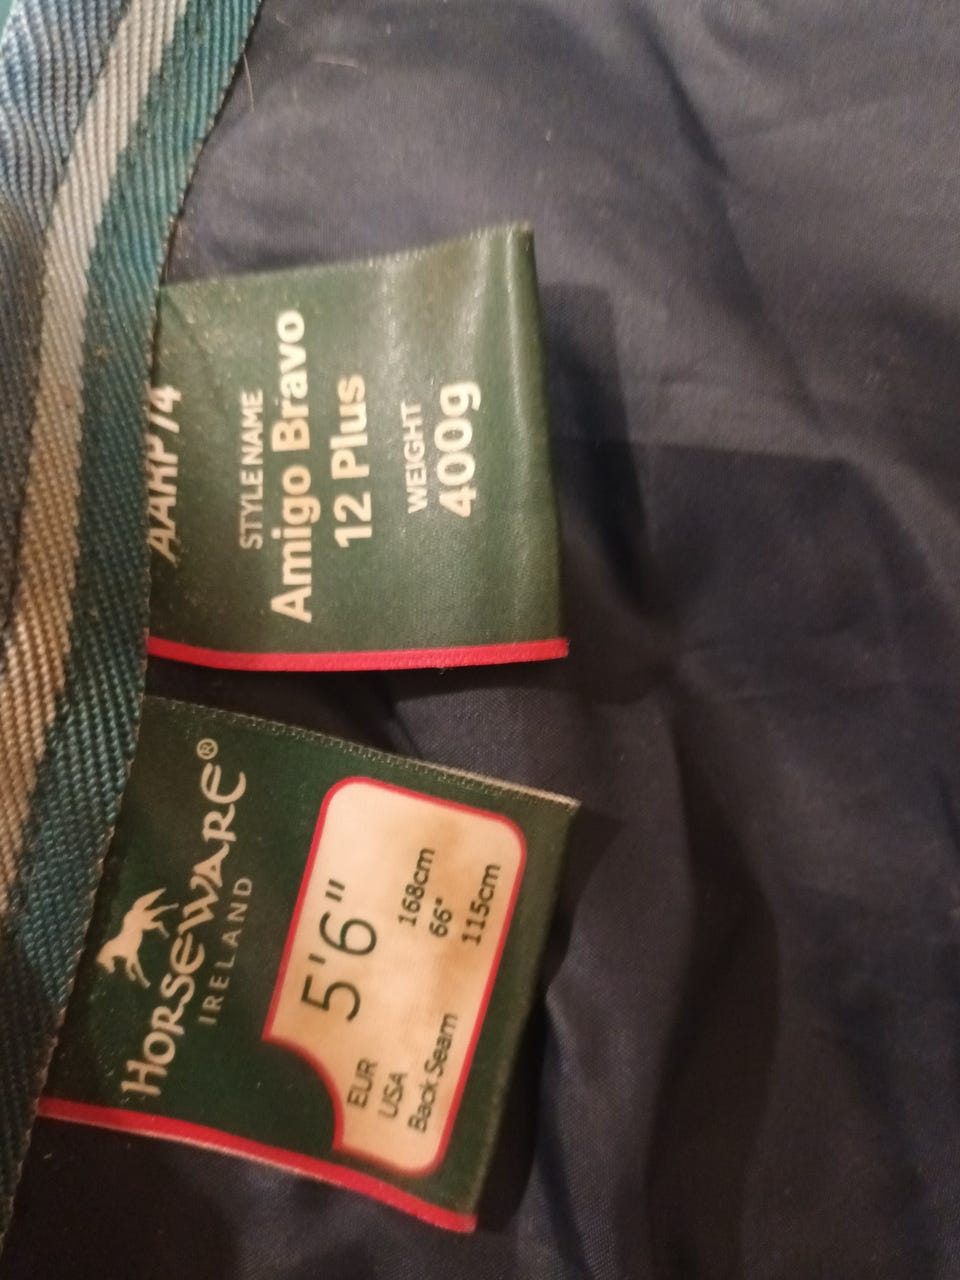 AARP74
STYLE NAME
Amigo Bravo
12 Plus
WEIGHT
400g
HORSEWARE®
IRELAND
5'6"
EUR 168cm
USA 66"
Back Seam 115cm